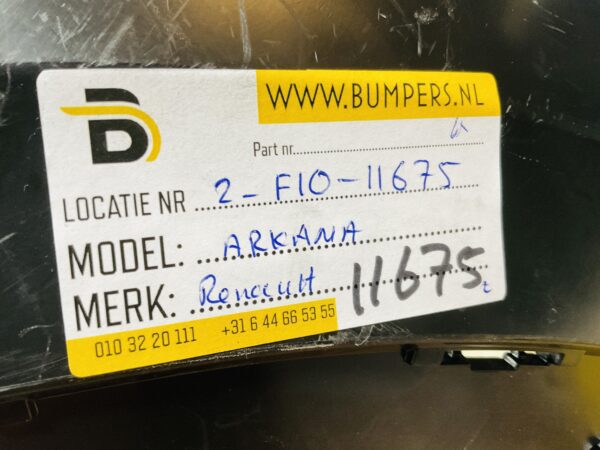 WWW.BUMPERS.NL
Part nr.
LOCATIE NR 2-F10-11675
MODEL: ARKANA
MERK: Renault 11675
010 32 20 111 +31 6 44 66 53 55